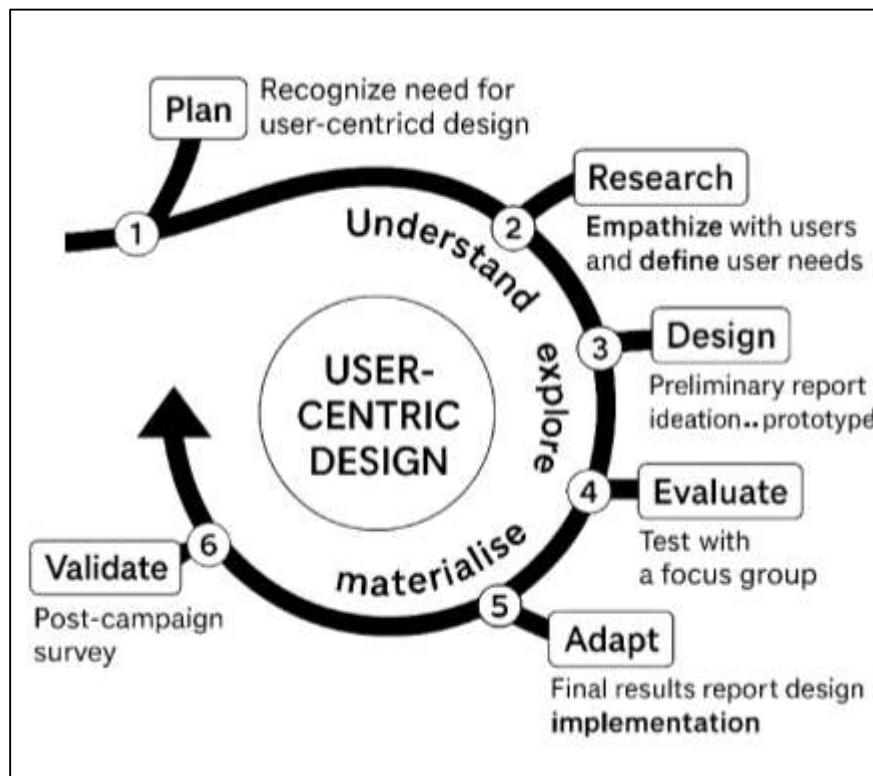 Plan
Recognize need for
user-centricd design
1
Research
2
Empathize with users
and define user needs
Understand
3
Design
Preliminary report
ideation..prototype
explore
USER-
CENTRIC
DESIGN
4
Evaluate
Test with
a focus group
materialise
5
Adapt
Final results report design
implementation
6
Validate
Post-campaign
survey